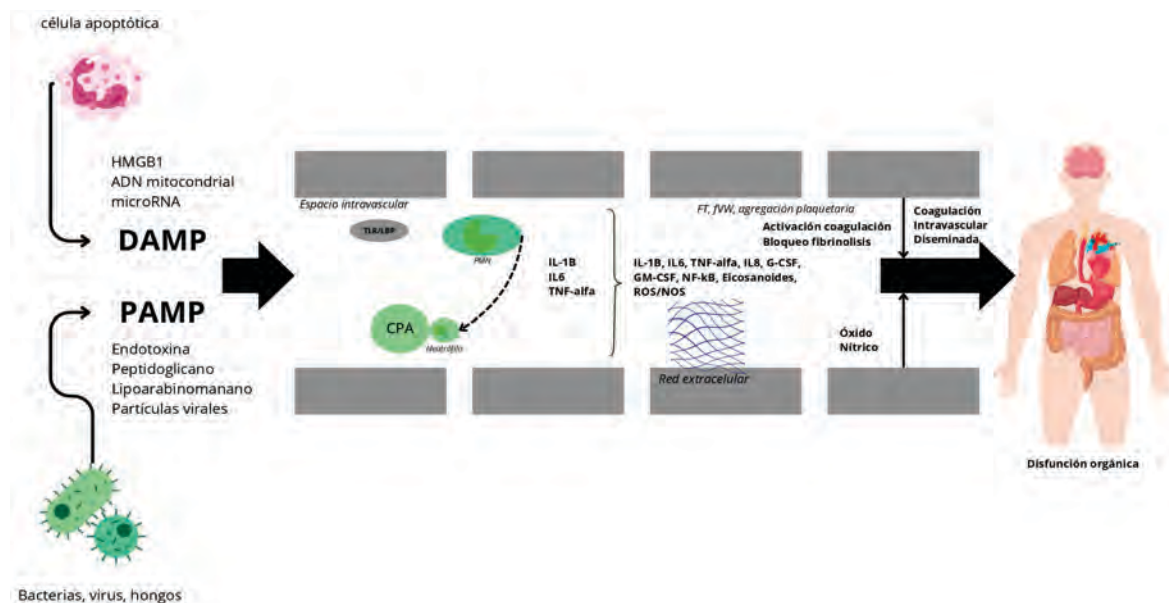 célula apoptótica
HMGB1
ADN mitocondrial
microRNA
DAMP
PAMP
Endotoxina
Peptidoglicano
Lipoarabinomanano
Partículas virales
Bacterias, virus, hongos
Espacio intravascular
TLR/LBP
PMN
CPA
Neutrófilo
IL-1B
IL6
TNF-alfa
FT, fVW, agregación plaquetaria
Activación coagulación
Bloqueo fibrinolisis
IL-1B, IL6, TNF-alfa, IL8, G-CSF,
GM-CSF, NF-kB, Eicosanoides,
ROS/NOS
Red extracelular
Coagulación
Intravascular
Diseminada
Óxido
Nítrico
Disfunción orgánica